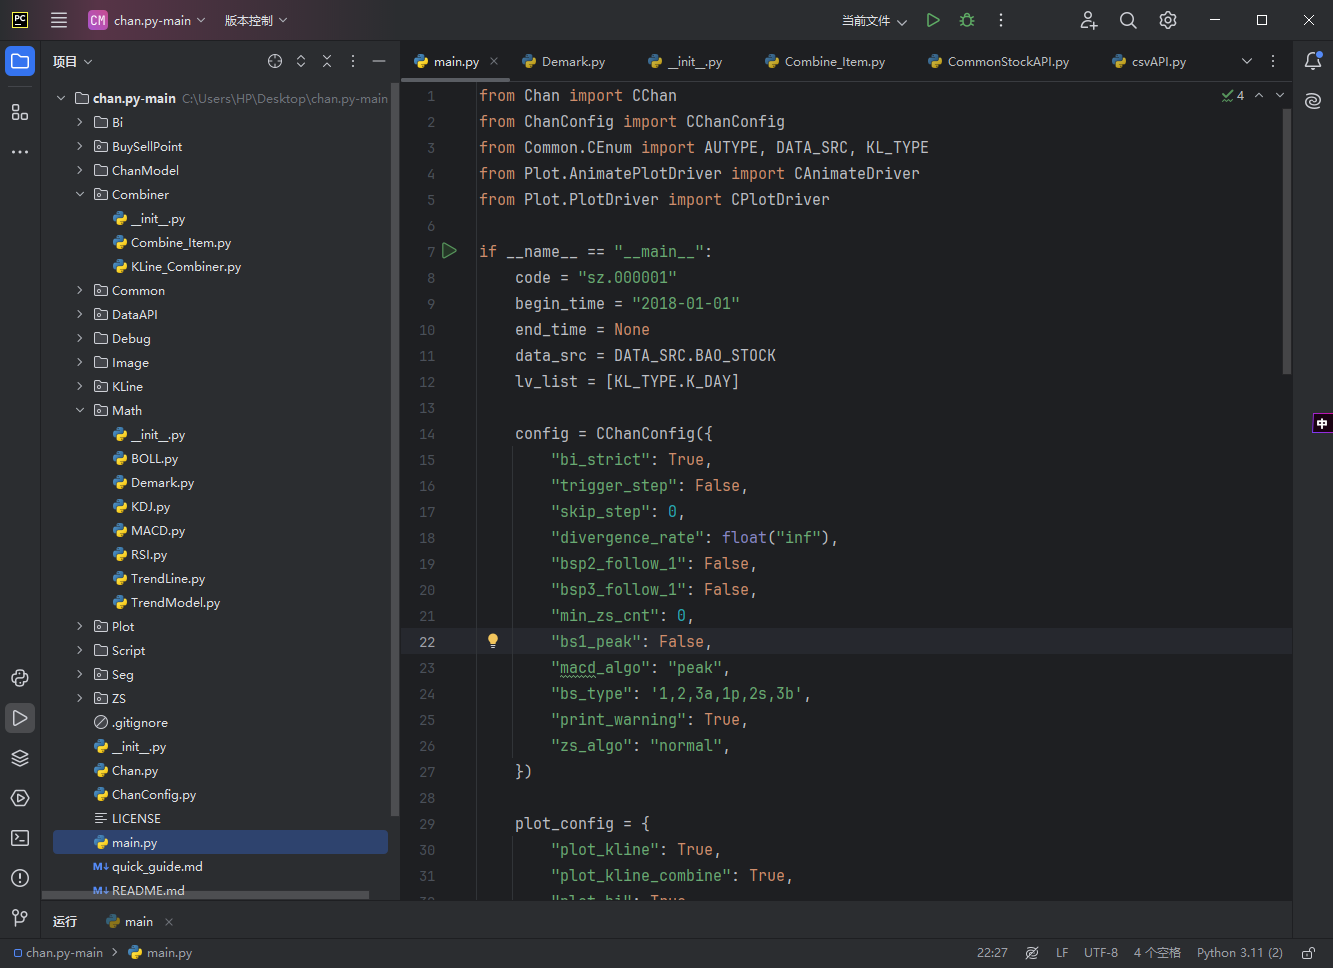 PC
CM chan.py-main
版本控制
当前文件
项目
main.py
Demark.py
__init__.py
Combine_Item.py
CommonStockAPI.py
csvAPI.py
chan.py-main C:\Users\HP\Desktop\chan.py-main
Bi
BuySellPoint
ChanModel
Combiner
__init__.py
Combine_Item.py
KLine_Combiner.py
Common
DataAPI
Debug
Image
KLine
Math
__init__.py
BOLL.py
Demark.py
KDJ.py
MACD.py
RSI.py
TrendLine.py
TrendModel.py
Plot
Script
Seg
ZS
.gitignore
__init__.py
Chan.py
ChanConfig.py
LICENSE
main.py
M↓ quick_guide.md
M↓ README.md
4
1 from Chan import CChan
2 from ChanConfig import CChanConfig
3 from Common.CEnum import AUTYPE, DATA_SRC, KL_TYPE
4 from Plot.AnimatePlotDriver import CAnimateDriver
5 from Plot.PlotDriver import CPlotDriver
6
7 if __name__ == "__main__":
8     code = "sz.000001"
9     begin_time = "2018-01-01"
10     end_time = None
11     data_src = DATA_SRC.BAO_STOCK
12     lv_list = [KL_TYPE.K_DAY]
13
14     config = CChanConfig({
15         "bi_strict": True,
16         "trigger_step": False,
17         "skip_step": 0,
18         "divergence_rate": float("inf"),
19         "bsp2_follow_1": False,
20         "bsp3_follow_1": False,
21         "min_zs_cnt": 0,
22         "bs1_peak": False,
23         "macd_algo": "peak",
24         "bs_type": '1,2,3a,1p,2s,3b',
25         "print_warning": True,
26         "zs_algo": "normal",
27     })
28
29     plot_config = {
30         "plot_kline": True,
31         "plot_kline_combine": True,
32         "plot_bi": True,
中
运行
main
chan.py-main > main.py
22:27
LF
UTF-8
4 个空格
Python 3.11 (2)